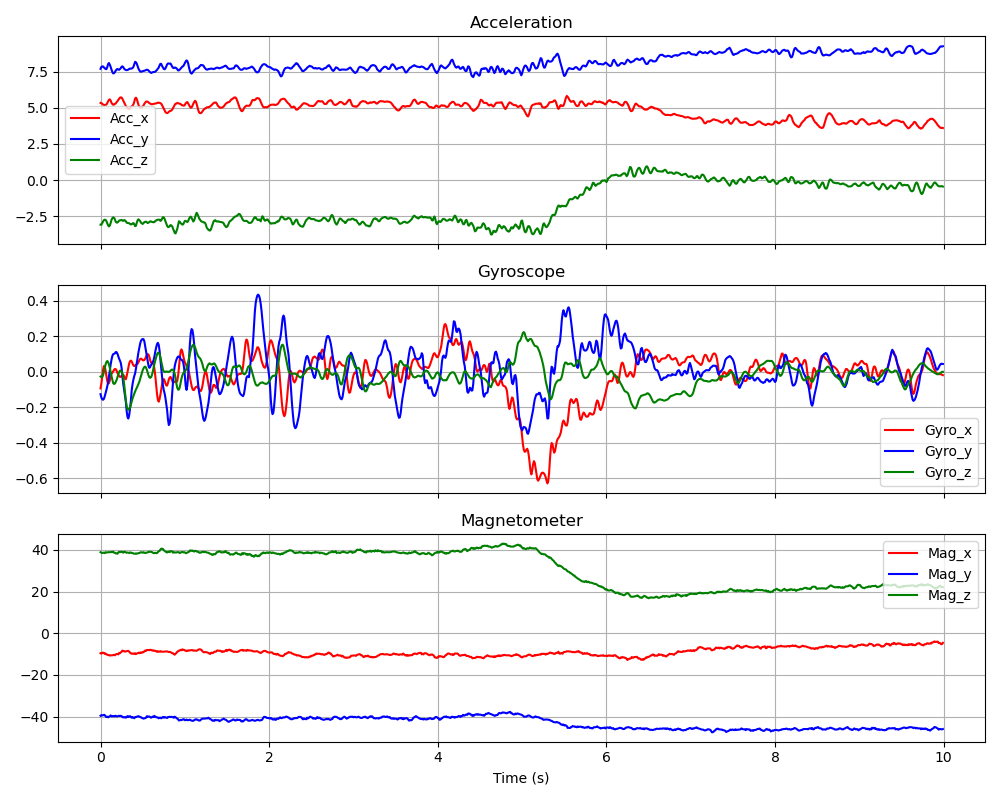 Acceleration
7.5
5.0
2.5
0.0
−2.5
Acc_x
Acc_y
Acc_z
Gyroscope
0.4
0.2
0.0
−0.2
−0.4
−0.6
Gyro_x
Gyro_y
Gyro_z
Magnetometer
40
20
0
−20
−40
Mag_x
Mag_y
Mag_z
0 2 4 6 8 10
Time (s)